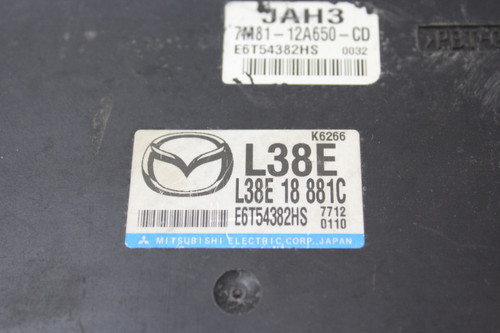 JAH3
7M81-12A650-CD
E6T54382HS 0032
K6266
L38E
L38E 18 881C
E6T54382HS 7712
0110
MITSUBISHI ELECTRIC CORP., JAPAN